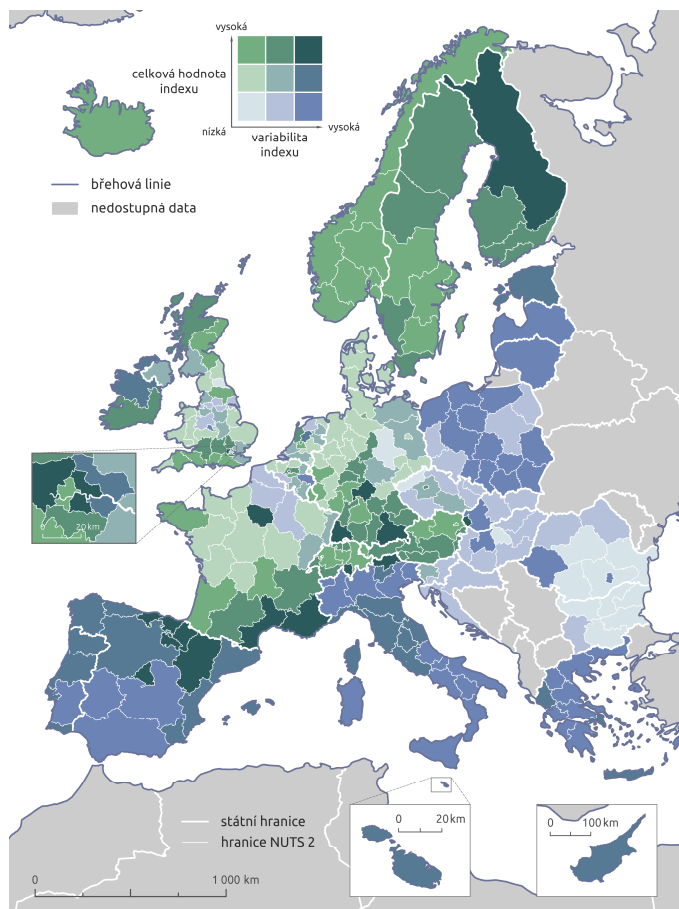 vysoká
celková hodnota
indexu
nízká
vysoká
variabilita
indexu
břehová linie
nedostupná data
0
20 km
státní hranice
hranice NUTS 2
0
1 000 km
0
20 km
0
100 km